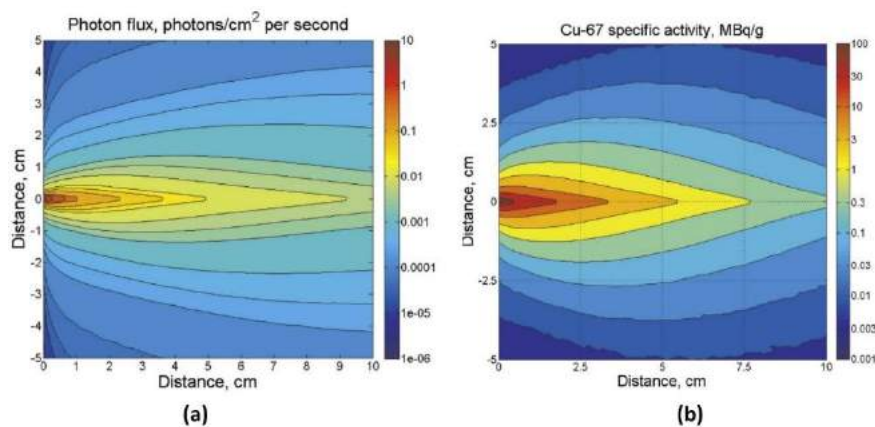 Photon flux, photons/cm² per second
5
4
3
2
1
0
-1
-2
-3
-4
-5
Distance, cm
0 1 2 3 4 5 6 7 8 9 10
Distance, cm
10
1
0.1
0.01
0.001
0.0001
1e-05
1e-06
(a)
Cu-67 specific activity, MBq/g
5
2.5
0
-2.5
-5
Distance, cm
0 2.5 5 7.5 10
Distance, cm
100
30
10
3
1
0.3
0.1
0.03
0.01
0.003
0.001
(b)